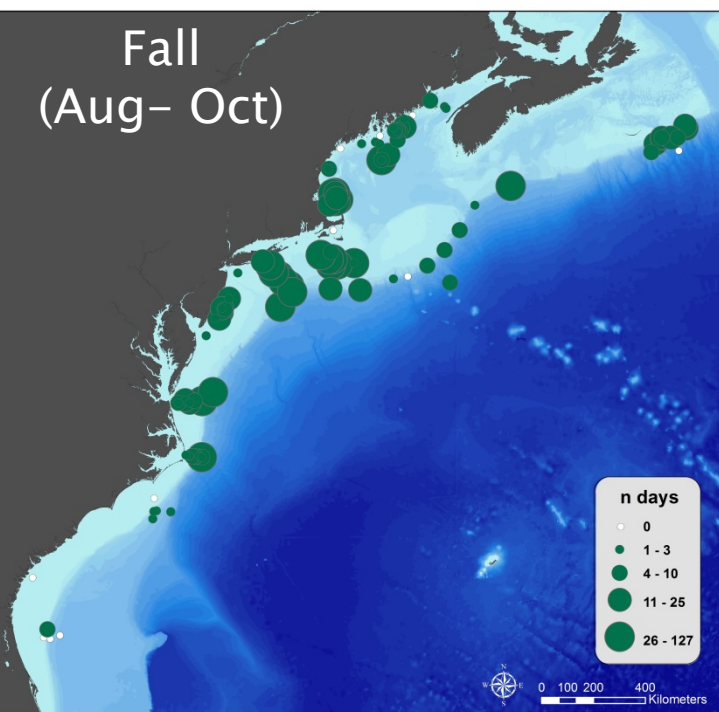 Fall
(Aug– Oct)
n days
0
1 - 3
4 - 10
11 - 25
26 - 127
N
W E
S
0 100 200 400
Kilometers